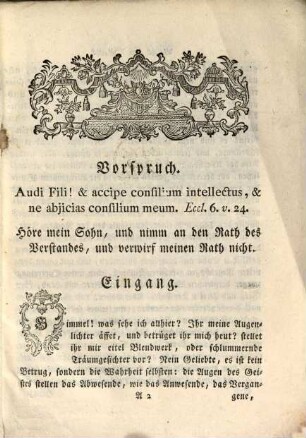 Vorspruch.
Audi Fili! & accipe consilium intellectus, &
ne abjicias consilium meum. Eccl. 6. v. 24.
Höre mein Sohn, und nimm an den Rath des
Verstandes, und verwirf meinen Rath nicht.
Eingang.
Himmel! was sehe ich allhier? Ihr meine Augen-
lichter äffet, und betrüget ihr mich heut? stellet
ihr mir eitel Blendwerk, oder schlummernde
Träumgesichter vor? Nein Geliebte, es ist kein
Betrug, sondern die Wahrheit selbsten: die Augen des Gei-
stes stellen das Abwesende, wie das Anwesende, das Vergan-
A 2 gene,